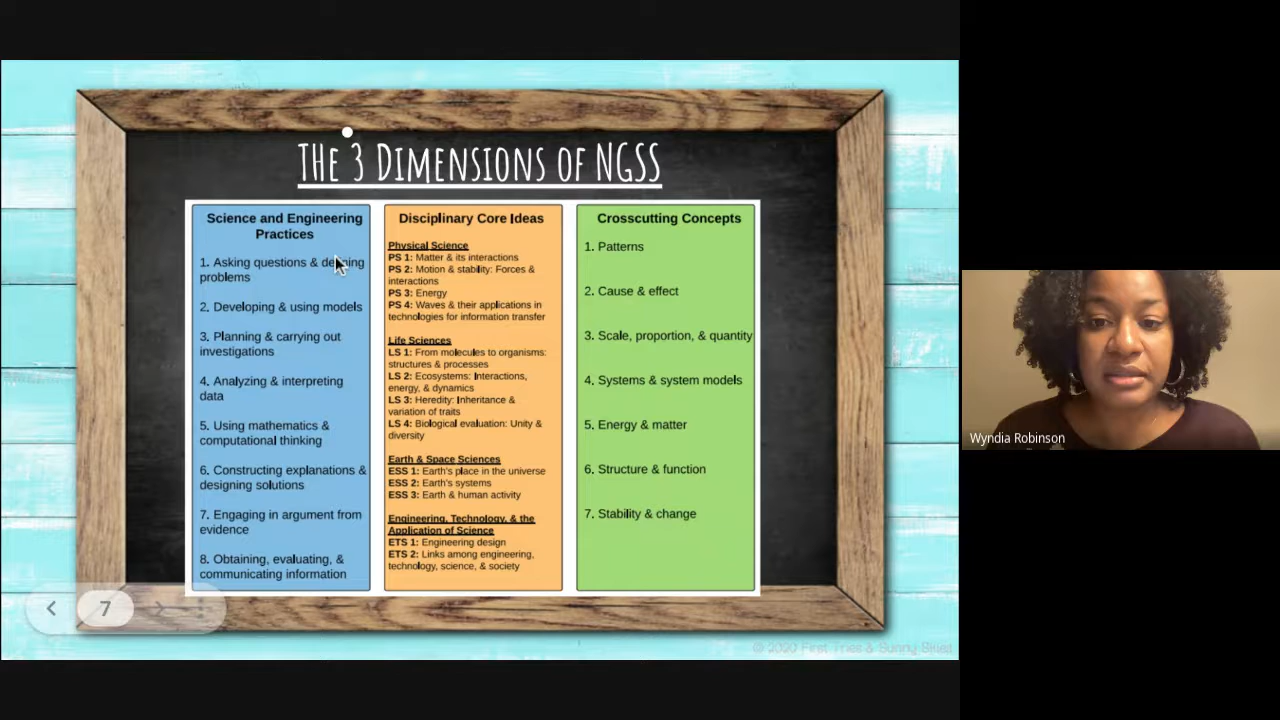 The 3 Dimensions of NGSS
Science and Engineering
Practices
1. Asking questions & defining
problems
2. Developing & using models
3. Planning & carrying out
investigations
4. Analyzing & interpreting
data
5. Using mathematics &
computational thinking
6. Constructing explanations &
designing solutions
7. Engaging in argument from
evidence
8. Obtaining, evaluating, &
communicating information
Disciplinary Core Ideas
Physical Science
PS 1: Matter & its interactions
PS 2: Motion & stability: Forces &
interactions
PS 3: Energy
PS 4: Waves & their applications in
technologies for information transfer
Life Sciences
LS 1: From molecules to organisms:
structures & processes
LS 2: Ecosystems: Interactions,
energy, & dynamics
LS 3: Heredity: Inheritance &
variation of traits
LS 4: Biological evaluation: Unity &
diversity
Earth & Space Sciences
ESS 1: Earth's place in the universe
ESS 2: Earth's systems
ESS 3: Earth & human activity
Engineering, Technology, & the
Application of Science
ETS 1: Engineering design
ETS 2: Links among engineering,
technology, science, & society
Crosscutting Concepts
1. Patterns
2. Cause & effect
3. Scale, proportion, & quantity
4. Systems & system models
5. Energy & matter
6. Structure & function
7. Stability & change
7
© 2020 First Tries & Sunny Skies
Wyndia Robinson